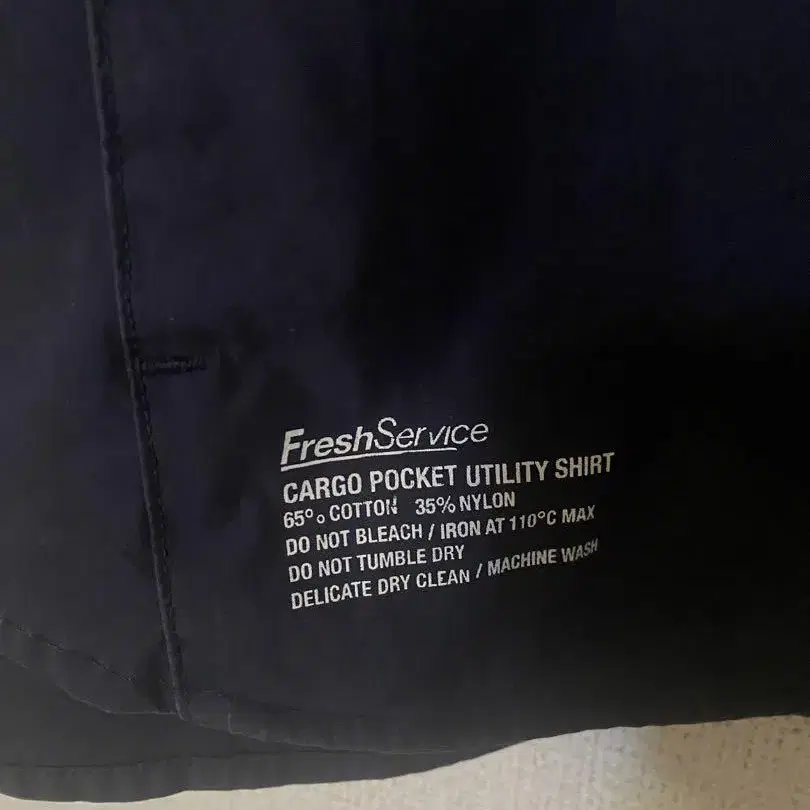 FreshService
CARGO POCKET UTILITY SHIRT
65% COTTON 35% NYLON
DO NOT BLEACH / IRON AT 110°C MAX
DO NOT TUMBLE DRY
DELICATE DRY CLEAN / MACHINE WASH